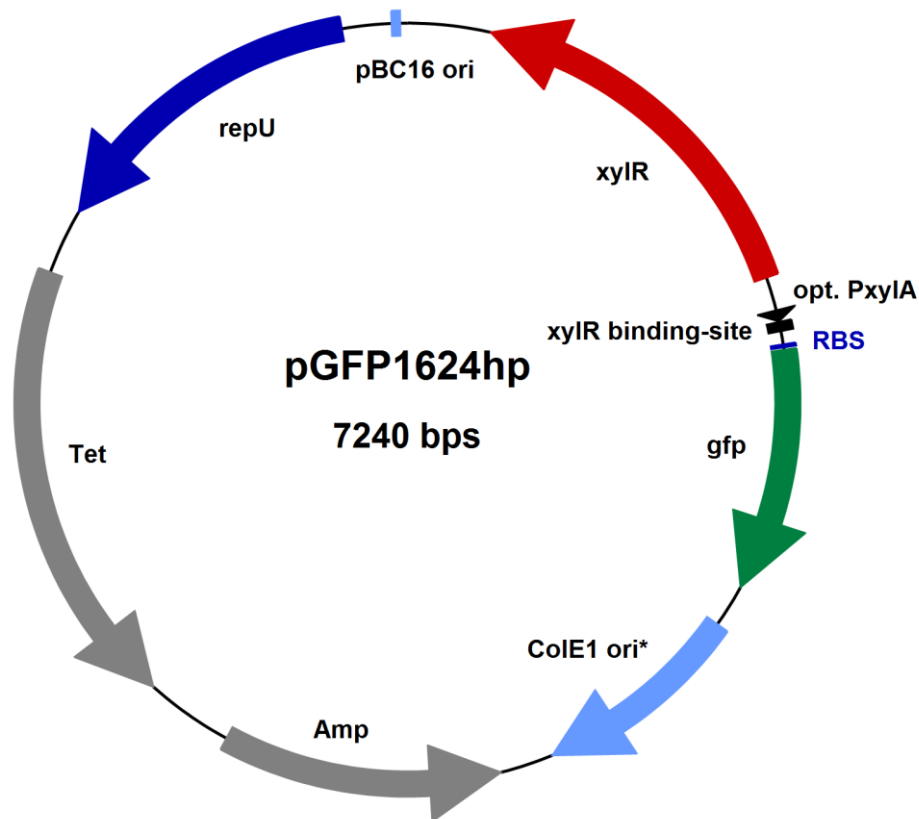 pBC16 ori
repU
xylR
opt. PxylA
xylR binding-site
RBS
pGFP1624hp
7240 bps
gfp
Tet
ColE1 ori*
Amp